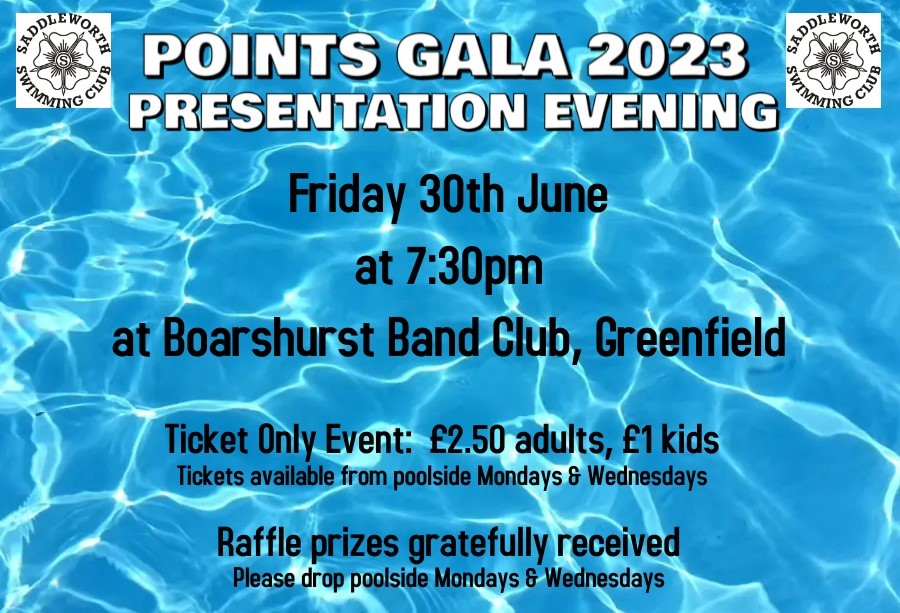 SADDLEWORTH
S
SWIMMING CLUB
SADDLEWORTH
S
SWIMMING CLUB
POINTS GALA 2023
PRESENTATION EVENING
Friday 30th June
at 7:30pm
at Boarshurst Band Club, Greenfield
Ticket Only Event:  £2.50 adults, £1 kids
Tickets available from poolside Mondays & Wednesdays
Raffle prizes gratefully received
Please drop poolside Mondays & Wednesdays